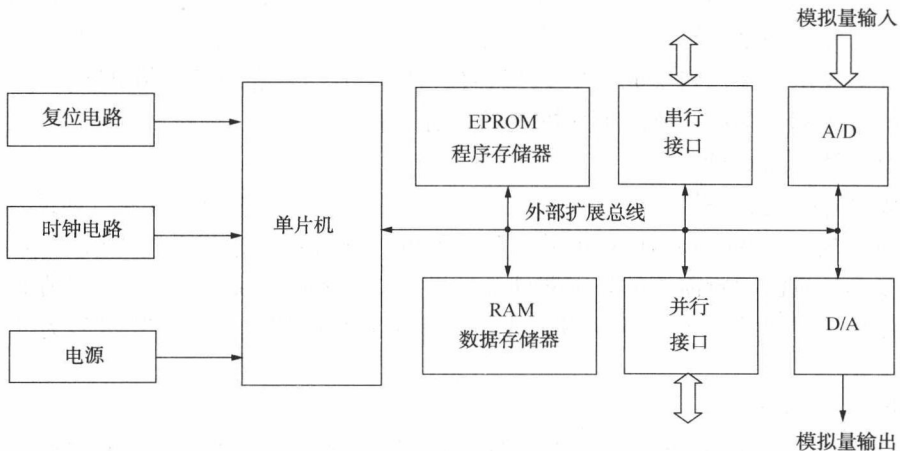 模拟量输入
复位电路
时钟电路
电源
单片机
EPROM
程序存储器
外部扩展总线
RAM
数据存储器
串行
接口
并行
接口
A/D
D/A
模拟量输出